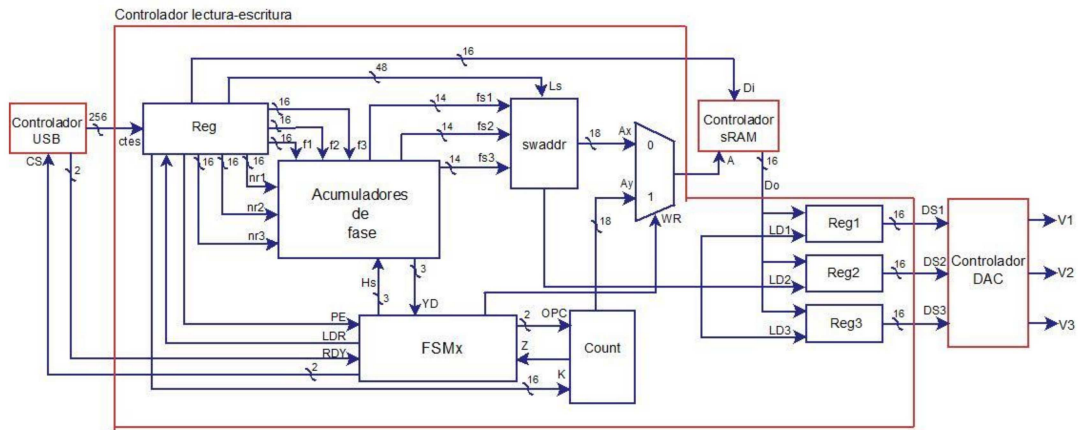 Controlador lectura-escritura
16
48
Ls
Di
Controlador
USB
256
ctes
CS
2
Reg
16
f1
16
f2
16
f3
16
nr1
16
nr2
16
nr3
Acumuladores
de
fase
14
fs1
14
fs2
14
fs3
swaddr
18
Ax
0
Ay
1
18
WR
Controlador
sRAM
A
16
Do
Hs
3
3
YD
PE
LDR
RDY
2
FSMx
2
OPC
Z
K
16
Count
LD1
Reg1
16
DS1
LD2
Reg2
16
DS2
LD3
Reg3
16
DS3
Controlador
DAC
V1
V2
V3